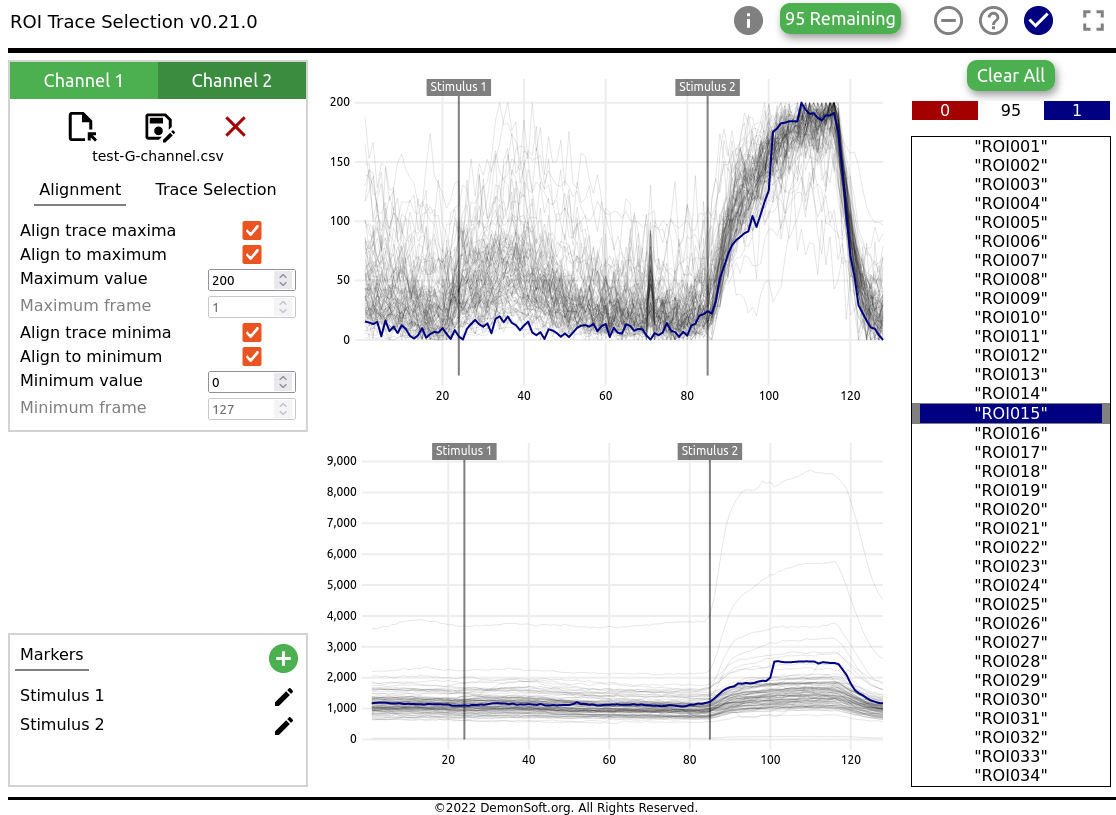 ROI Trace Selection v0.21.0
95 Remaining
?
Channel 1 Channel 2
test-G-channel.csv
Alignment Trace Selection
Align trace maxima
Align to maximum
Maximum value 200
Maximum frame 1
Align trace minima
Align to minimum
Minimum value 0
Minimum frame 127
Markers
Stimulus 1
Stimulus 2
Stimulus 1 Stimulus 2
200
150
100
50
0
20 40 60 80 100 120
Stimulus 1 Stimulus 2
9,000
8,000
7,000
6,000
5,000
4,000
3,000
2,000
1,000
0
20 40 60 80 100 120
Clear All
0 95 1
"ROI001"
"ROI002"
"ROI003"
"ROI004"
"ROI005"
"ROI006"
"ROI007"
"ROI008"
"ROI009"
"ROI010"
"ROI011"
"ROI012"
"ROI013"
"ROI014"
"ROI015"
"ROI016"
"ROI017"
"ROI018"
"ROI019"
"ROI020"
"ROI021"
"ROI022"
"ROI023"
"ROI024"
"ROI025"
"ROI026"
"ROI027"
"ROI028"
"ROI029"
"ROI030"
"ROI031"
"ROI032"
"ROI033"
"ROI034"
©2022 DemonSoft.org. All Rights Reserved.